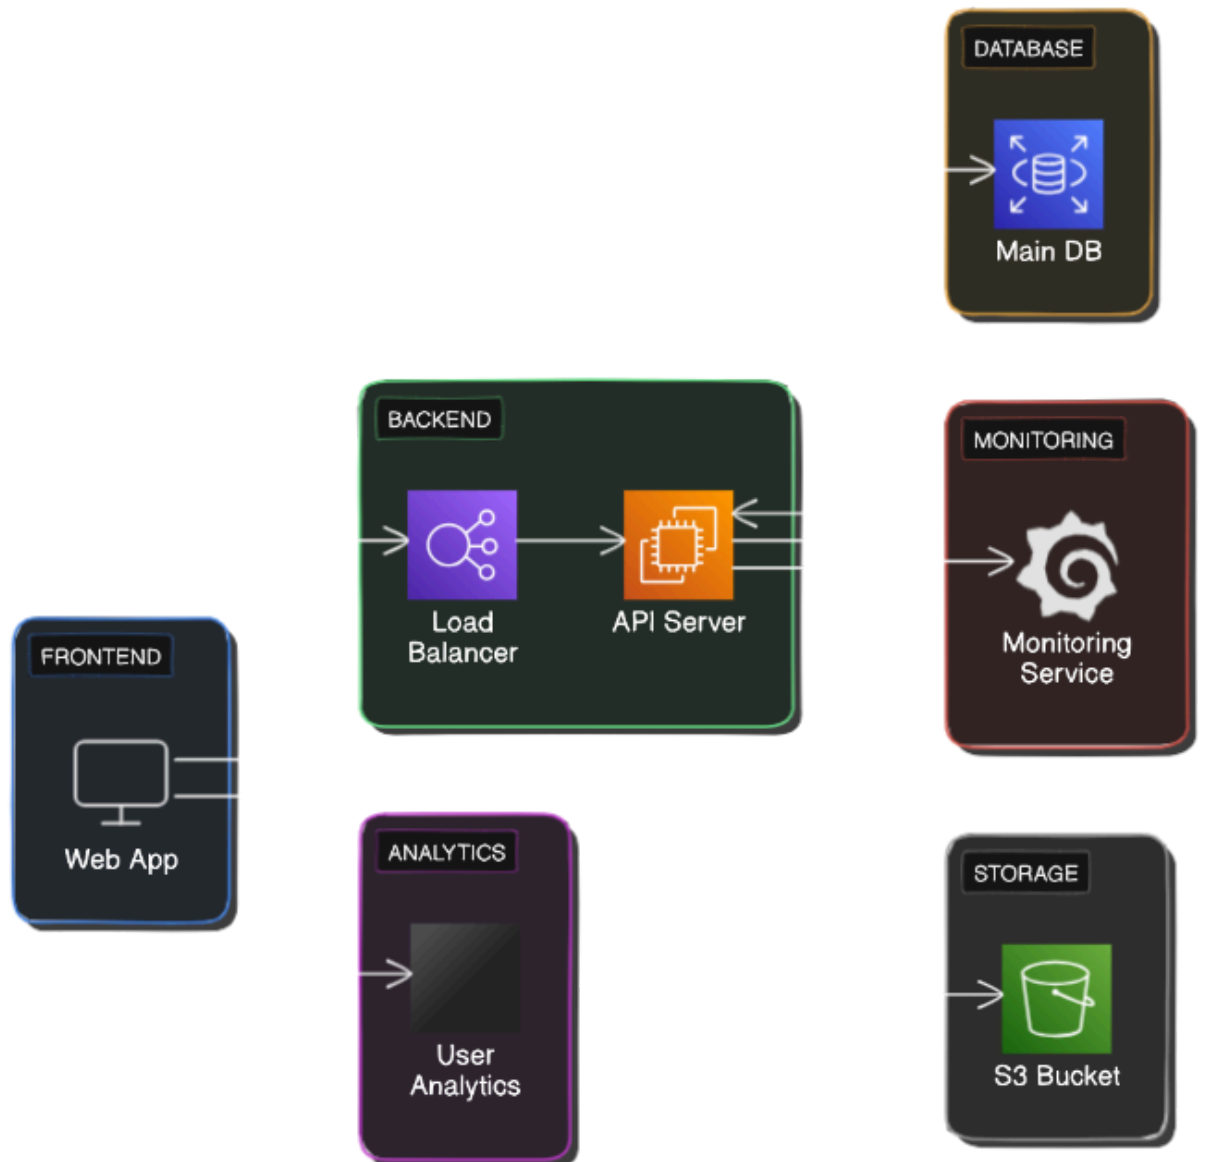 DATABASE
Main DB
BACKEND
Load
Balancer
API Server
MONITORING
Monitoring
Service
FRONTEND
Web App
ANALYTICS
User
Analytics
STORAGE
S3 Bucket